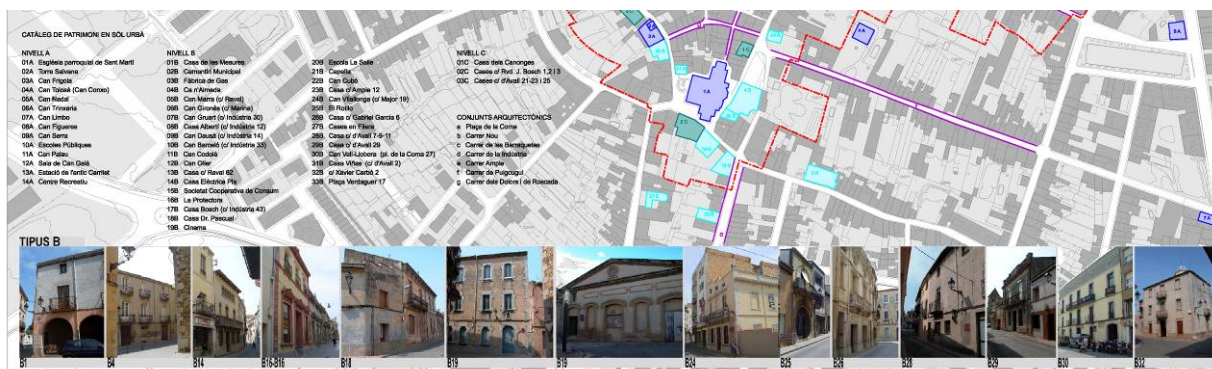 CATÀLEG DE PATRIMONI EN SÒL URBÀ
NIVELL A
01A Església parroquial de Sant Martí
02A Torre Salvana
03A Can Frigola
04A Can Tolosà (Can Conxo)
05A Can Nadal
06A Can Trinxeria
07A Can Limbo
08A Can Figueres
09A Can Serra
10A Escoles Públiques
11A Can Palau
12A Sala de Can Gaià
13A Estació de l'antic Carrilet
14A Centre Recreatiu
NIVELL B
01B Casa de les Mesures
02B Cementiri Municipal
03B Fàbrica de Gas
04B Ca n'Almeda
05B Can Marra (c/ Raval)
06B Can Gironès (c/ Marina)
07B Can Gruart (c/ Indústria 30)
08B Casa Albertí (c/ Indústria 12)
09B Can Dausà (c/ Indústria 14)
10B Can Barceló (c/ Indústria 33)
11B Can Codolà
12B Can Oller
13B Casa c/ Raval 62
14B Casa Elèctrica Pla
15B Societat Cooperativa de Consum
16B La Protectora
17B Casa Bosch (c/ Indústria 43)
18B Casa Dr. Pascual
19B Cinema
20B Escola La Salle
21B Capella
22B Can Cubó
23B Casa c/ Ample 12
24B Can Vilallonga (c/ Major 19)
25B El Rotllo
26B Casa c/ Gabriel Garcia 6
27B Cases en Filera
28B Casa c/ d'Avall 7-9-11
29B Casa c/ d'Avall 29
30B Can Vall-Llobera (pl. de la Coma 27)
31B Casa Viñas (c/ d'Avall 2)
32B c/ Xavier Carbó 2
33B Plaça Verdaguer 17
NIVELL C
01C Casa dels Canonges
02C Cases c/ Rvd. J. Bosch 1,2 i 3
03C Cases c/ d'Avall 21-23 i 25
CONJUNTS ARQUITECTÒNICS
a Plaça de la Coma
b Carrer Nou
c Carrer de les Barraquetes
d Carrer de la Indústria
e Carrer Ample
f Carrer de Puigcugul
g Carrer dels Dolors i de Ruscada
3 A
4 A
1 A
TIPUS B
B1
B4
B14
B16-B16
B18
B19
B19
B24
B25
B26
B28
B29
B30
B32